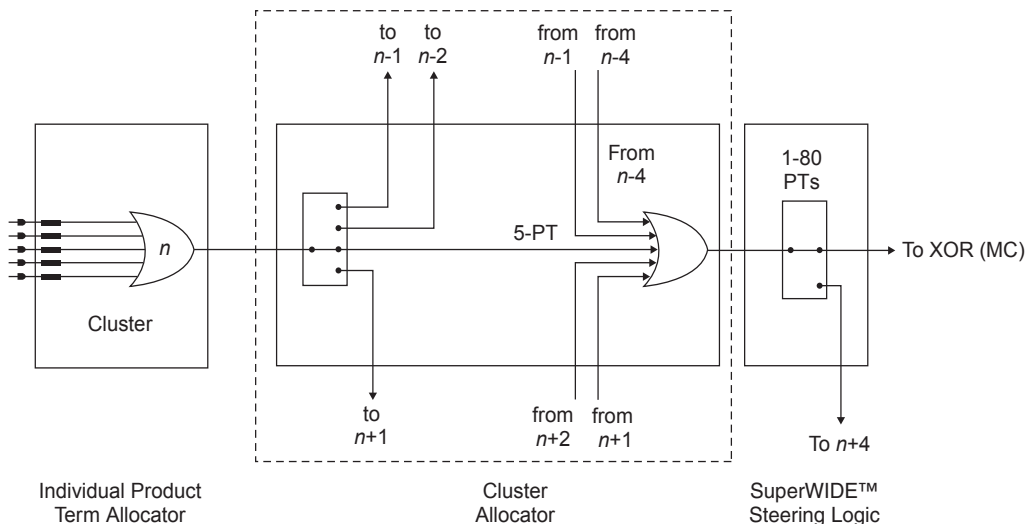 to
n-1
to
n-2
from
n-1
from
n-4
From
n-4
1-80
PTs
n
5-PT
To XOR (MC)
Cluster
to
n+1
from
n+2
from
n+1
To n+4
Individual Product
Term Allocator
Cluster
Allocator
SuperWIDE™
Steering Logic